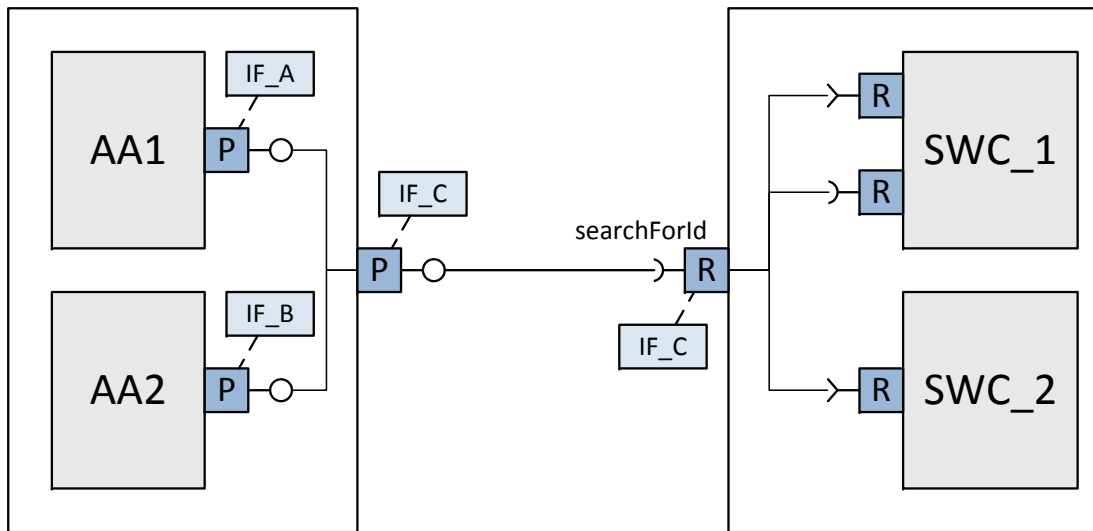 IF_A
AA1
P
IF_C
P
IF_B
AA2
P
searchForId
R
IF_C
R
SWC_1
R
R
SWC_2